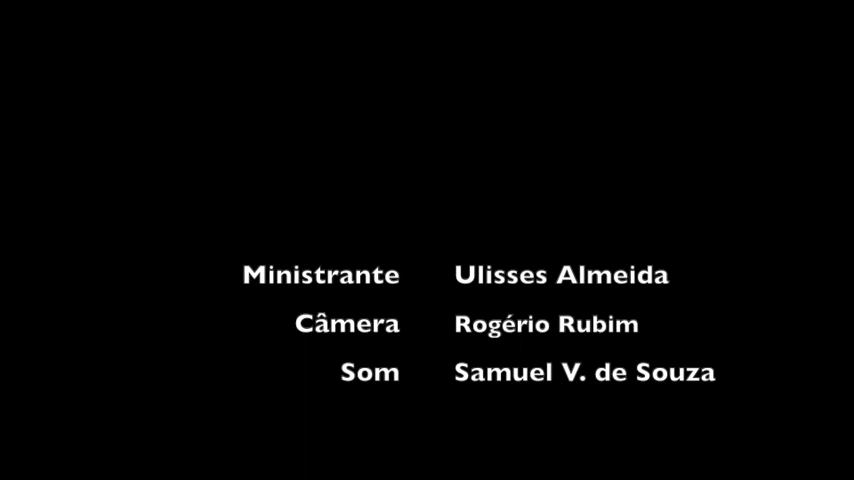 Ministrante Ulisses Almeida
Câmera Rogério Rubim
Som Samuel V. de Souza